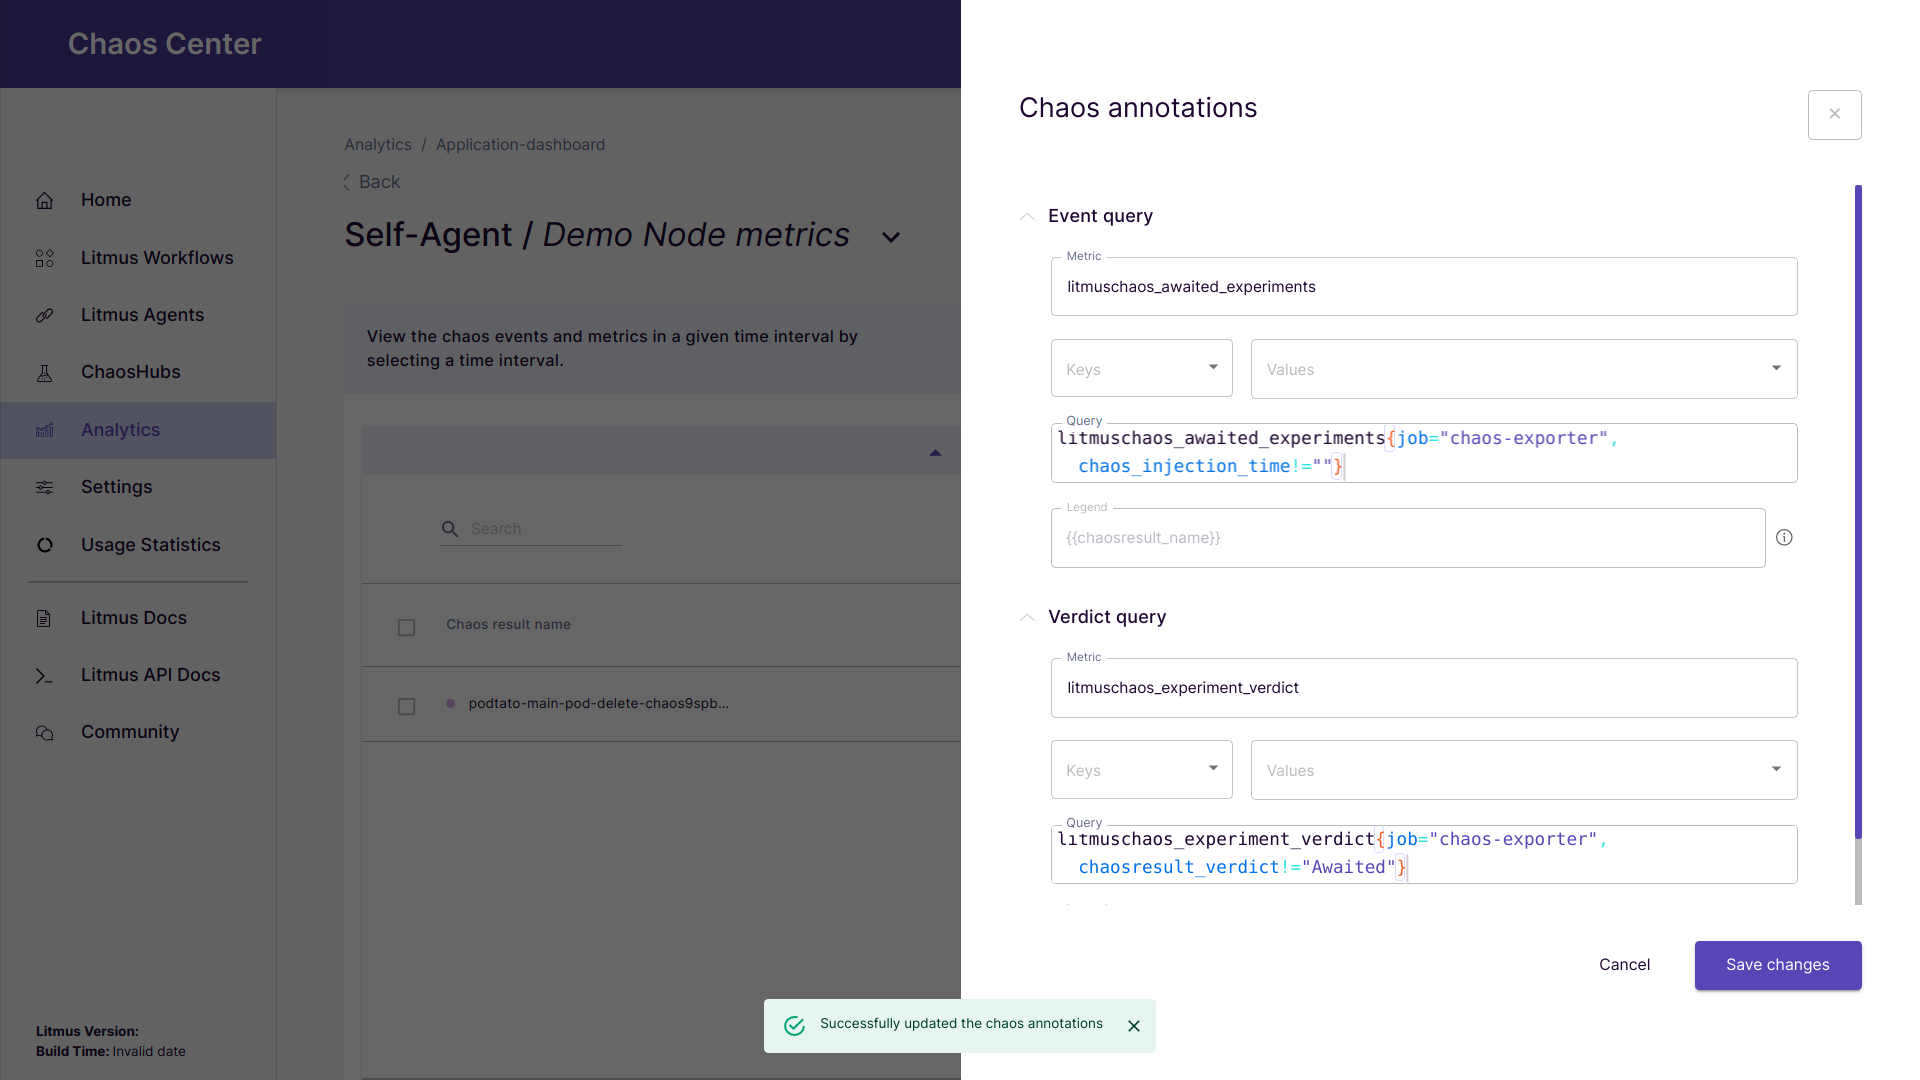 Chaos Center
Home
Litmus Workflows
Litmus Agents
ChaosHubs
Analytics
Settings
Usage Statistics
Litmus Docs
Litmus API Docs
Community
Litmus Version:
Build Time: Invalid date
Analytics / Application-dashboard
Back
Self-Agent / Demo Node metrics
View the chaos events and metrics in a given time interval by
selecting a time interval.
Search
Chaos result name
podtato-main-pod-delete-chaos9spb...
Chaos annotations
Event query
Metric
litmuschaos_awaited_experiments
Keys
Values
Query
litmuschaos_awaited_experiments{job="chaos-exporter",
chaos_injection_time!=""}
Legend
{{chaosresult_name}}
Verdict query
Metric
litmuschaos_experiment_verdict
Keys
Values
Query
litmuschaos_experiment_verdict{job="chaos-exporter",
chaosresult_verdict!="Awaited"}
Cancel
Save changes
Successfully updated the chaos annotations